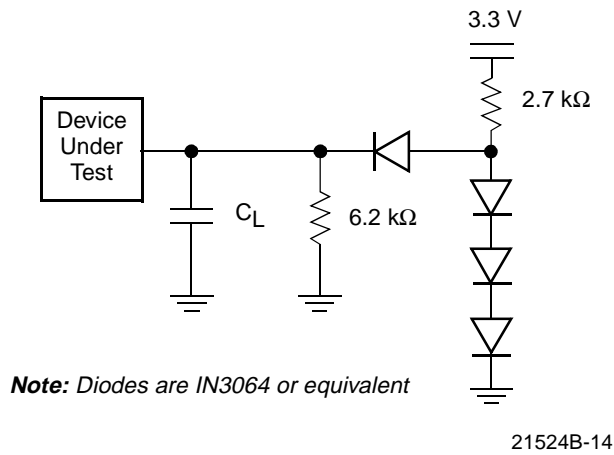 3.3 V
2.7 kΩ
Device
Under
Test
CL
6.2 kΩ
Note: Diodes are IN3064 or equivalent
21524B-14